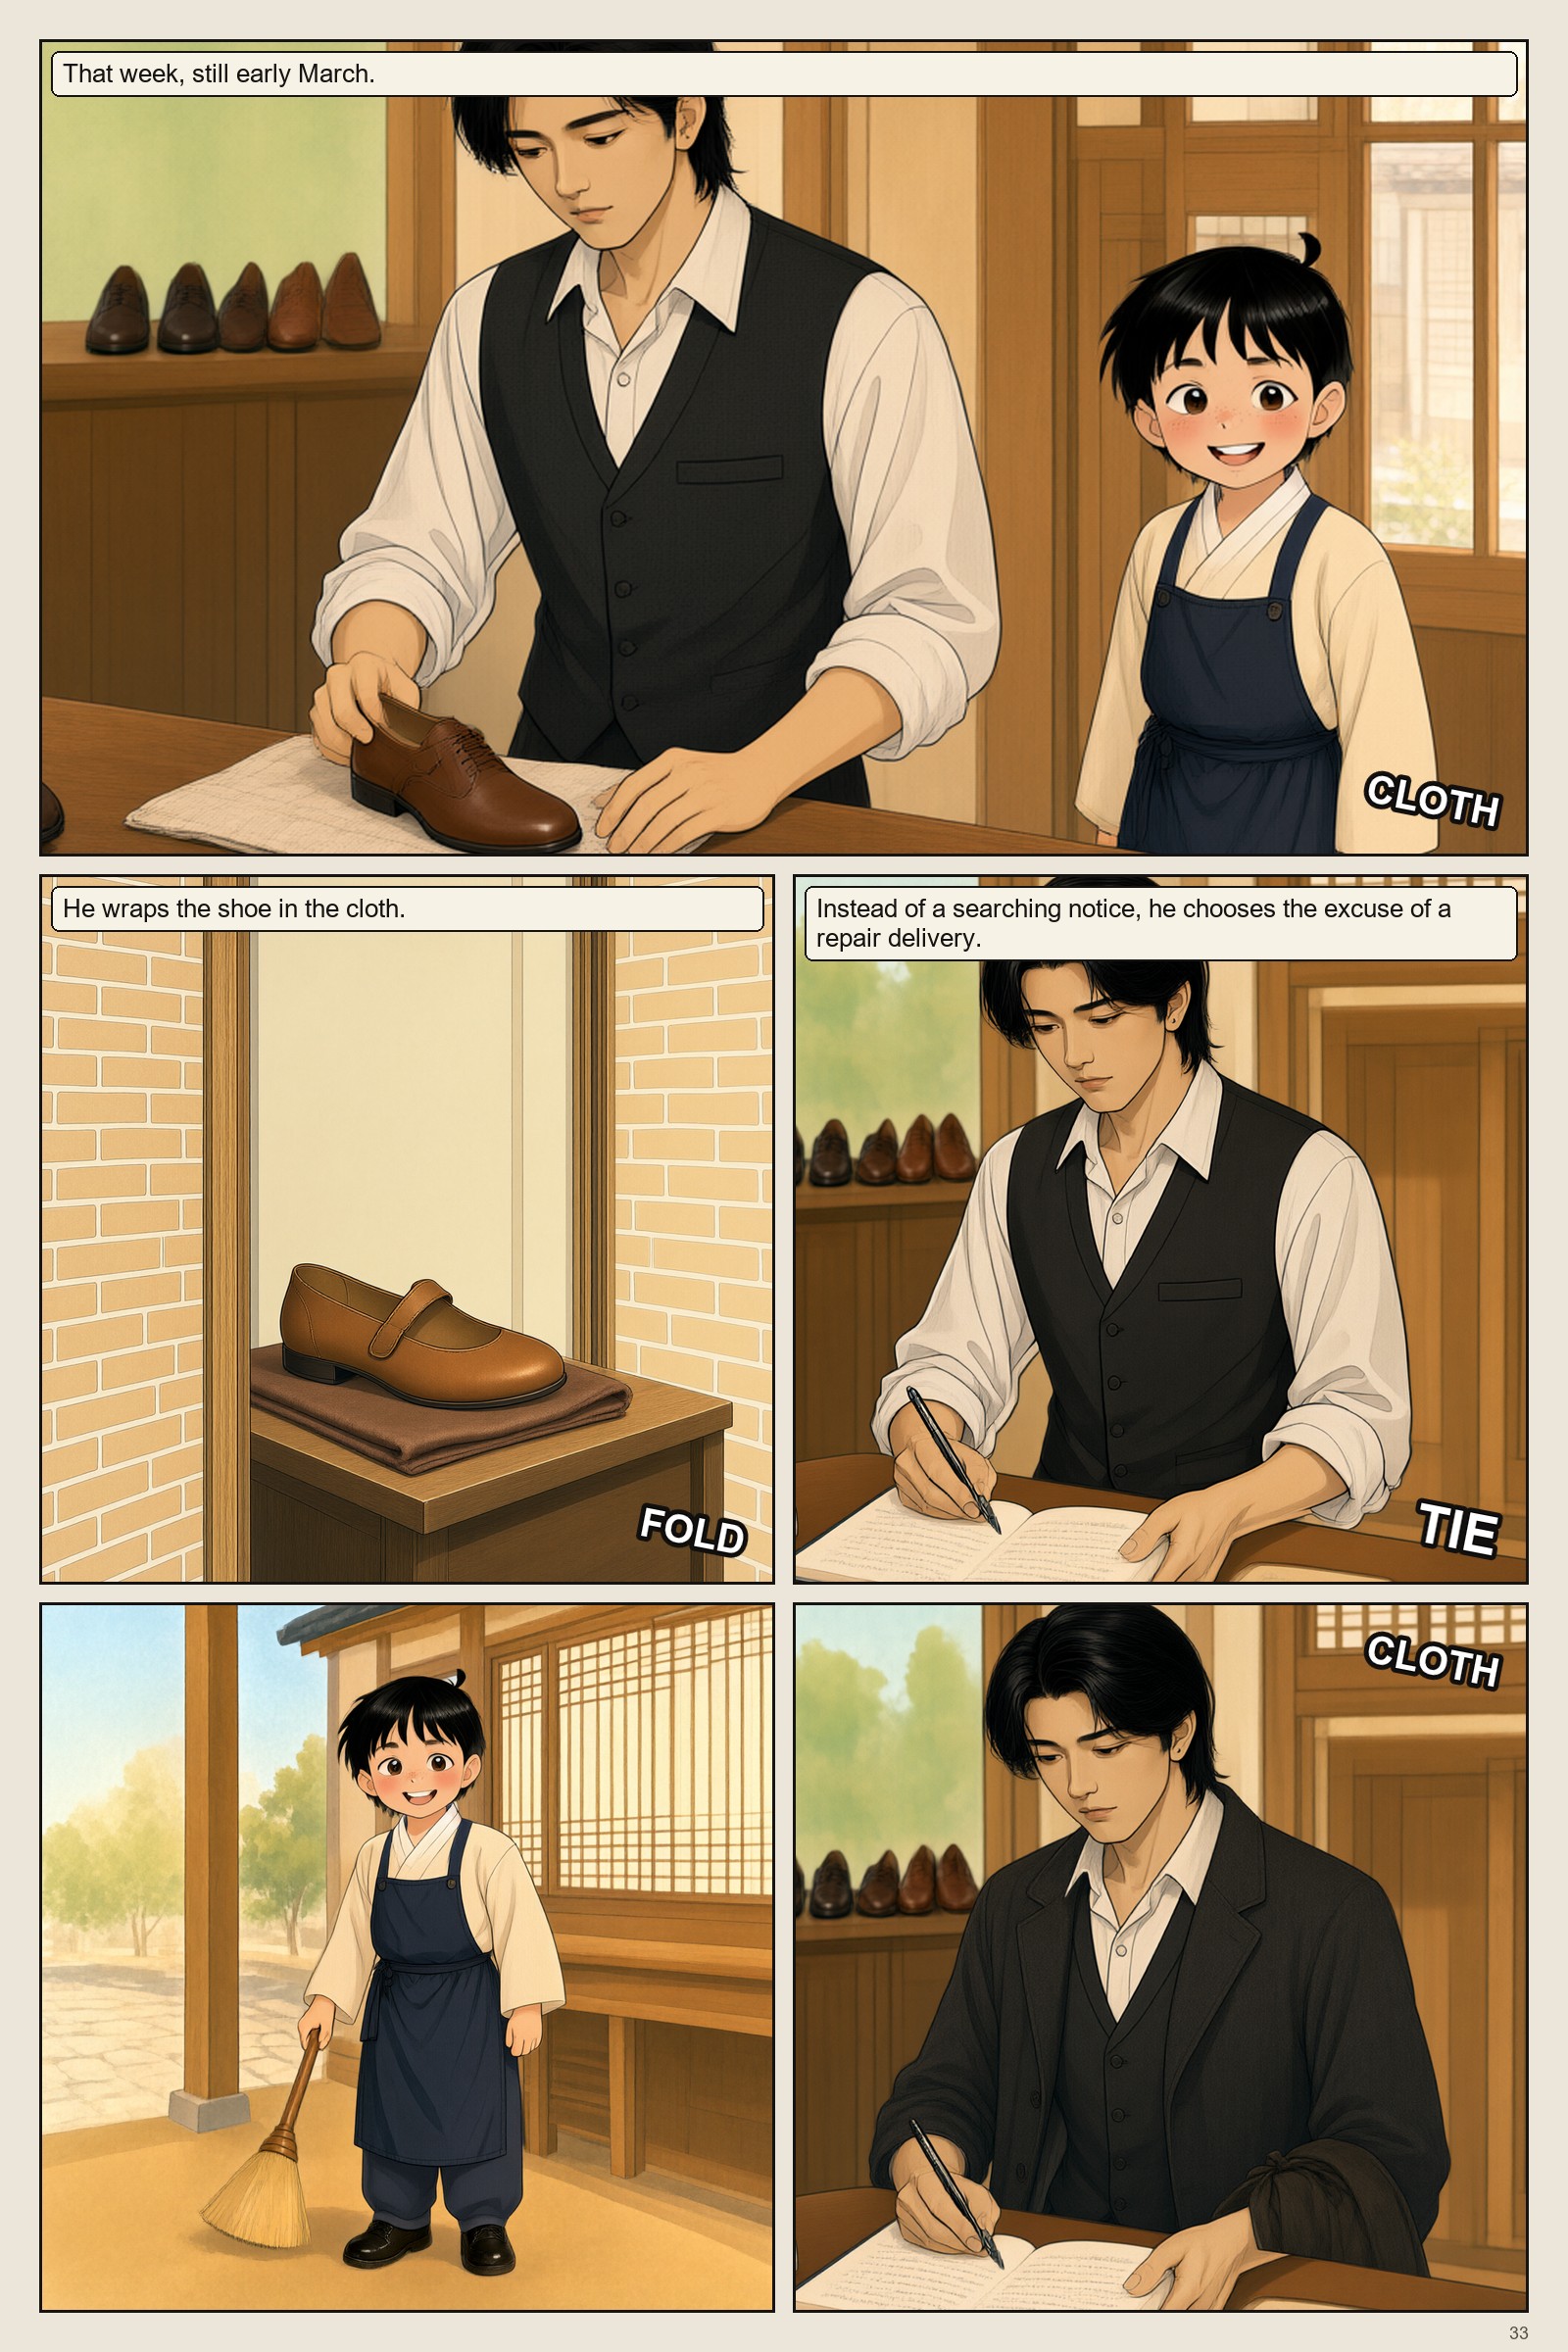 That week, still early March.
CLOTH
He wraps the shoe in the cloth.
FOLD
Instead of a searching notice, he chooses the excuse of a
repair delivery.
TIE
CLOTH
33